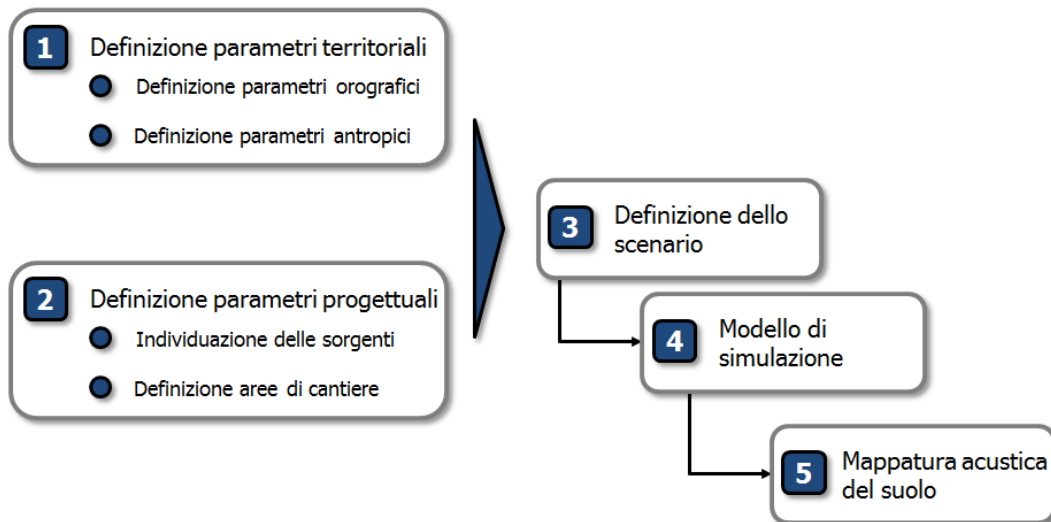 1 Definizione parametri territoriali
Definizione parametri orografici
Definizione parametri antropici
2 Definizione parametri progettuali
Individuazione delle sorgenti
Definizione aree di cantiere
3 Definizione dello
scenario
4 Modello di
simulazione
5 Mappatura acustica
del suolo